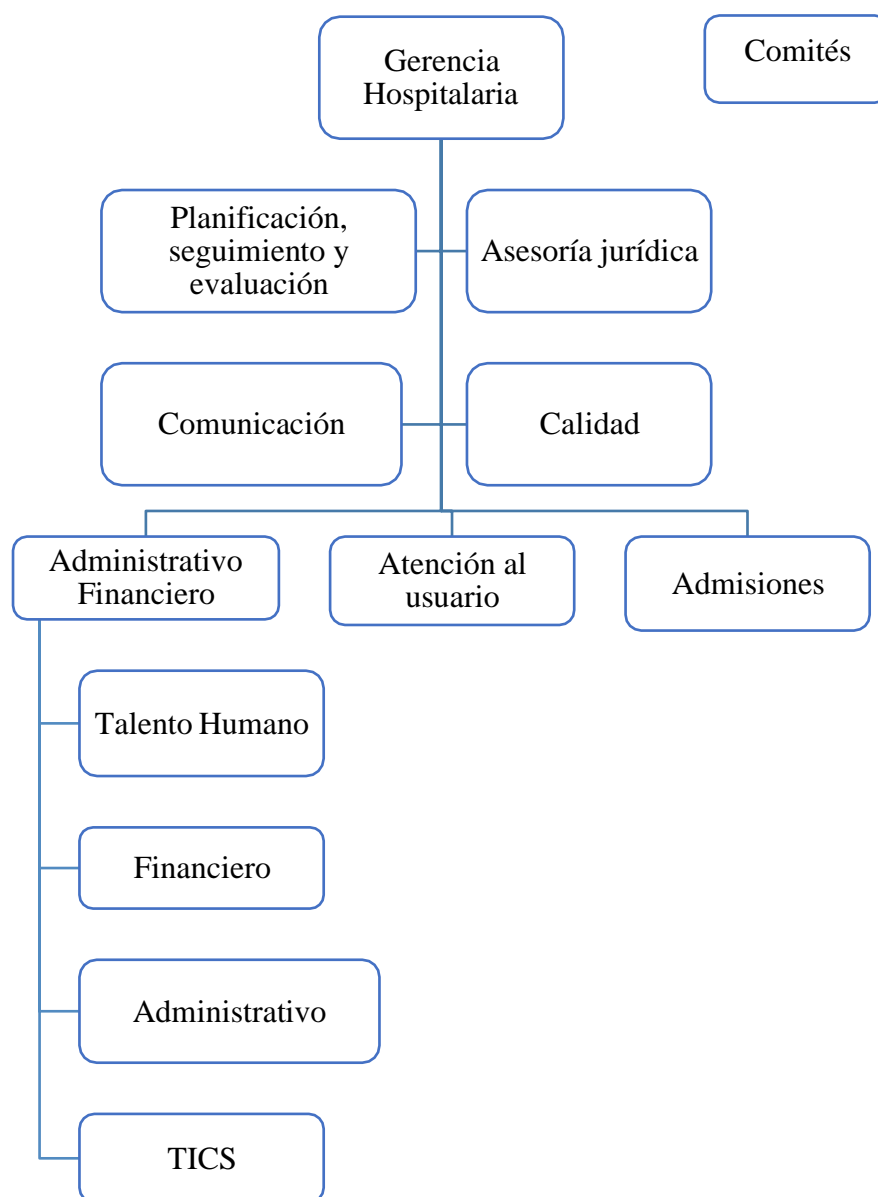 Gerencia
Hospitalaria
Comités
Planificación,
seguimiento y
evaluación
Asesoría jurídica
Comunicación
Calidad
Administrativo
Financiero
Atención al
usuario
Admisiones
Talento Humano
Financiero
Administrativo
TICS